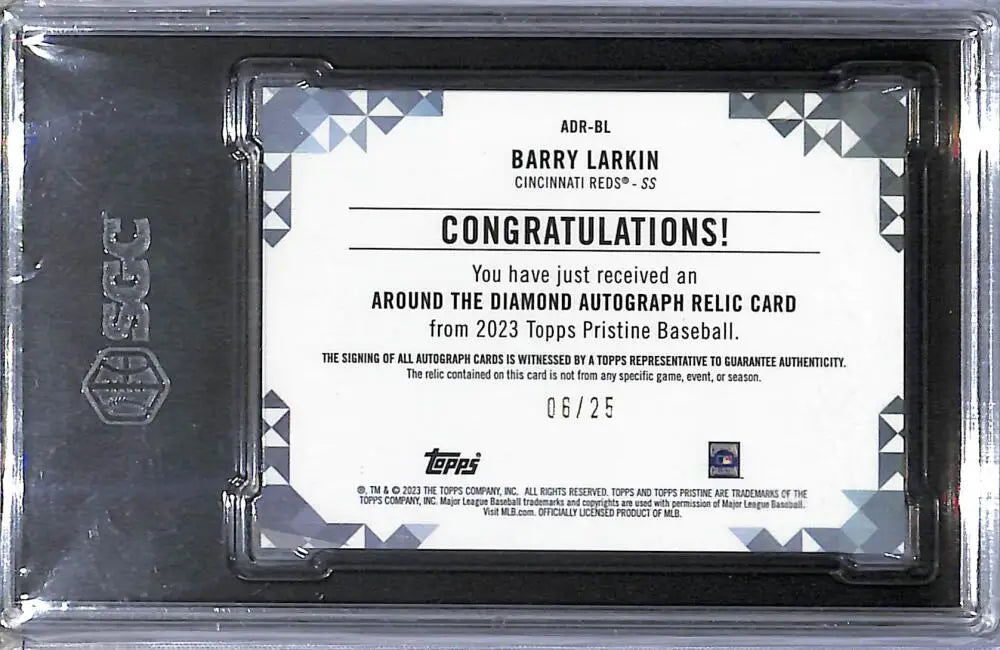 SGC
ADR-BL
BARRY LARKIN
CINCINNATI REDS® - SS
CONGRATULATIONS!
You have just received an
AROUND THE DIAMOND AUTOGRAPH RELIC CARD
from 2023 Topps Pristine Baseball.
THE SIGNING OF ALL AUTOGRAPH CARDS IS WITNESSED BY A TOPPS REPRESENTATIVE TO GUARANTEE AUTHENTICITY.
The relic contained on this card is not from any specific game, event, or season.
06/25
topps
®, TM & © 2023 THE TOPPS COMPANY, INC. ALL RIGHTS RESERVED. TOPPS AND TOPPS PRISTINE ARE TRADEMARKS OF THE
TOPPS COMPANY, INC. Major League Baseball trademarks and copyrights are used with permission of Major League Baseball.
Visit MLB.com. OFFICIALLY LICENSED PRODUCT OF MLB.